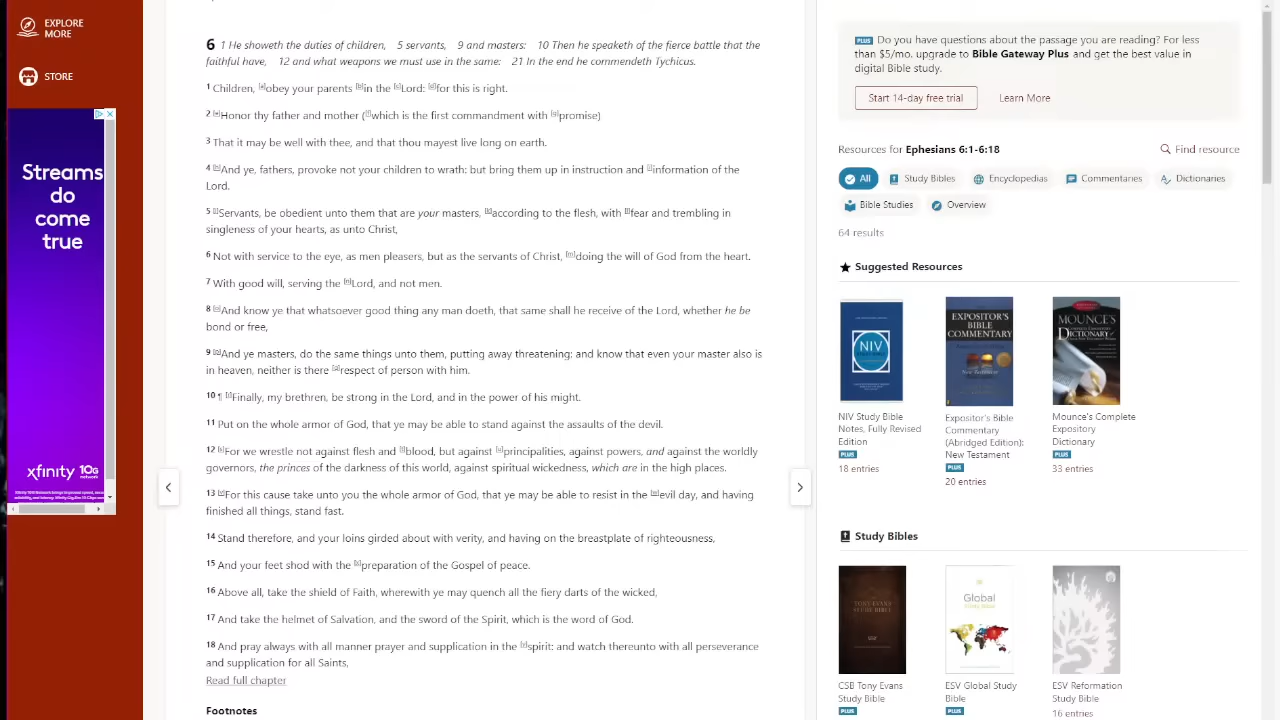 EXPLORE
MORE
STORE
Streams
do
come
true
xfinity 10G
network
6 1 He showeth the duties of children, 5 servants, 9 and masters: 10 Then he speaketh of the fierce battle that the
faithful have, 12 and what weapons we must use in the same: 21 In the end he commendeth Tychicus.
1 Children, [a]obey your parents [b]in the [c]Lord: [d]for this is right.
2 [e]Honor thy father and mother ([f]which is the first commandment with [g]promise)
3 That it may be well with thee, and that thou mayest live long on earth.
4 [h]And ye, fathers, provoke not your children to wrath: but bring them up in instruction and [i]information of the
Lord.
5 [j]Servants, be obedient unto them that are your masters, [k]according to the flesh, with [l]fear and trembling in
singleness of your hearts, as unto Christ,
6 Not with service to the eye, as men pleasers, but as the servants of Christ, [m]doing the will of God from the heart.
7 With good will, serving the [n]Lord, and not men.
8 [o]And know ye that whatsoever good thing any man doeth, that same shall he receive of the Lord, whether he be
bond or free,
9 [p]And ye masters, do the same things unto them, putting away threatening: and know that even your master also is
in heaven, neither is there [q]respect of person with him.
10 ¶ [r]Finally, my brethren, be strong in the Lord, and in the power of his might.
11 Put on the whole armor of God, that ye may be able to stand against the assaults of the devil.
12 [s]For we wrestle not against flesh and [t]blood, but against [u]principalities, against powers, and against the worldly
governors, the princes of the darkness of this world, against spiritual wickedness, which are in the high places.
13 [v]For this cause take unto you the whole armor of God, that ye may be able to resist in the [w]evil day, and having
finished all things, stand fast.
14 Stand therefore, and your loins girded about with verity, and having on the breastplate of righteousness,
15 And your feet shod with the [x]preparation of the Gospel of peace.
16 Above all, take the shield of Faith, wherewith ye may quench all the fiery darts of the wicked,
17 And take the helmet of Salvation, and the sword of the Spirit, which is the word of God.
18 And pray always with all manner prayer and supplication in the [y]spirit: and watch thereunto with all perseverance
and supplication for all Saints,
Read full chapter
Footnotes
PLUS Do you have questions about the passage you are reading? For less
than $5/mo. upgrade to Bible Gateway Plus and get the best value in
digital Bible study.
Start 14-day free trial Learn More
Resources for Ephesians 6:1-6:18 Find resource
All Study Bibles Encyclopedias Commentaries Dictionaries
Bible Studies Overview
64 results
Suggested Resources
NIV
EXPOSITOR'S
BIBLE
COMMENTARY
MOUNCE'S
DICTIONARY
NIV Study Bible
Notes, Fully Revised
Edition
PLUS
18 entries
Expositor's Bible
Commentary
(Abridged Edition):
New Testament
PLUS
20 entries
Mounce's Complete
Expository
Dictionary
PLUS
33 entries
Study Bibles
TONY EVANS
STUDY BIBLE
Global
Study Bible
CSB Tony Evans
Study Bible
PLUS
ESV Global Study
Bible
PLUS
ESV Reformation
Study Bible
16 entries